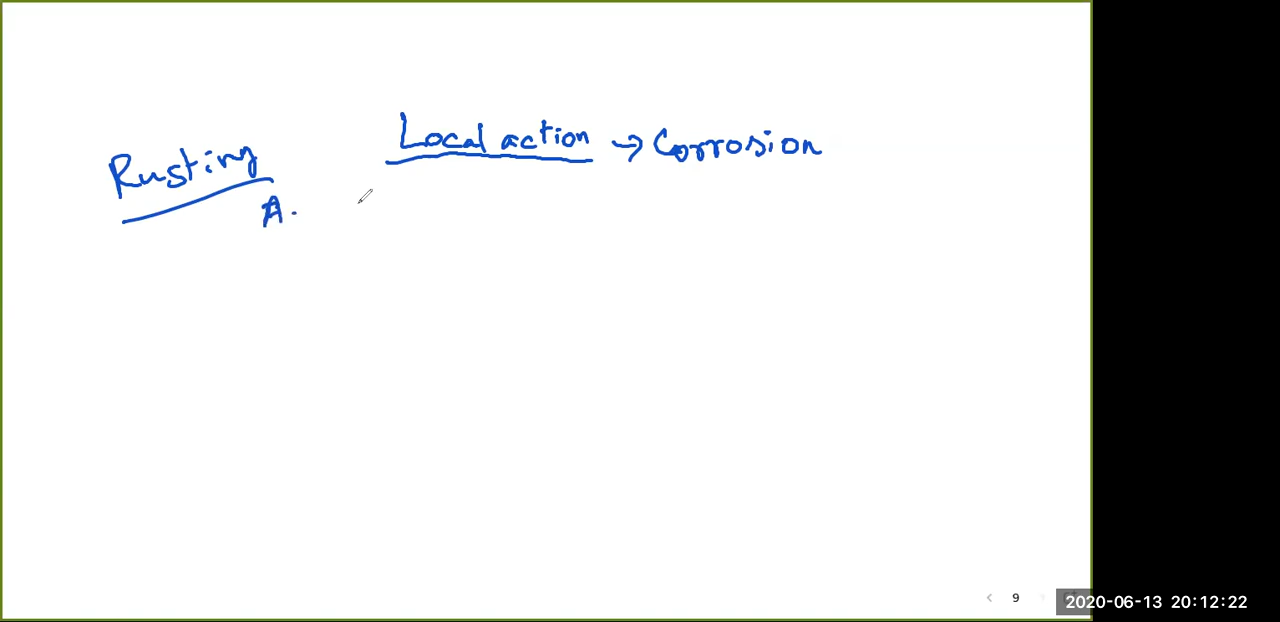 Local action → Corrosion
Rusting
A.
9
2020-06-13 20:12:22